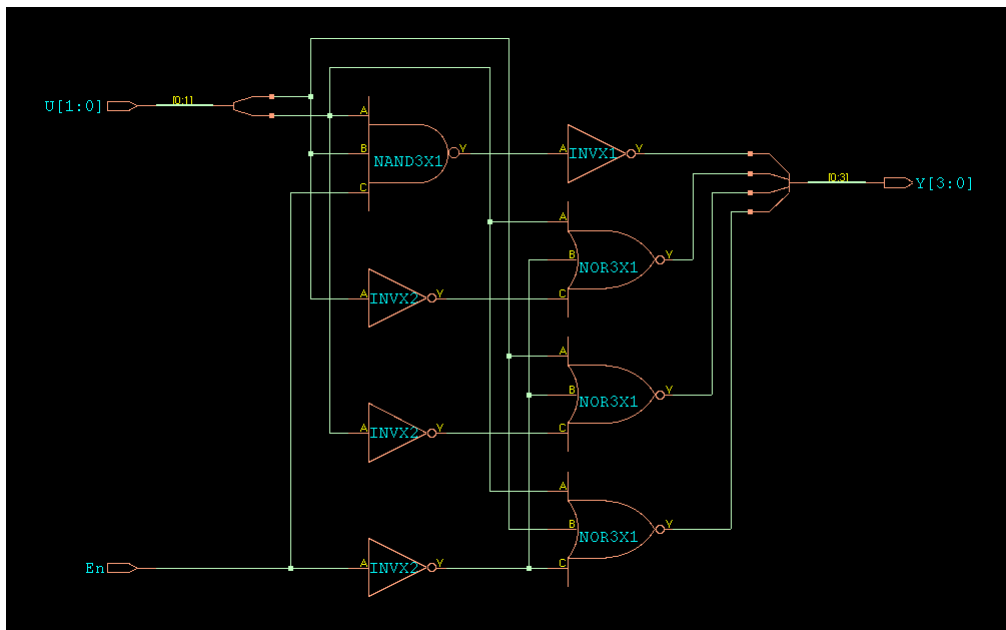 [0:1]
U[1:0]
A
B
C
NAND3X1
Y
A
INVX1
Y
[0:3]
Y[3:0]
A
B
C
NOR3X1
Y
A
INVX2
Y
A
B
C
NOR3X1
Y
A
INVX2
Y
A
B
C
NOR3X1
Y
En
A
INVX2
Y